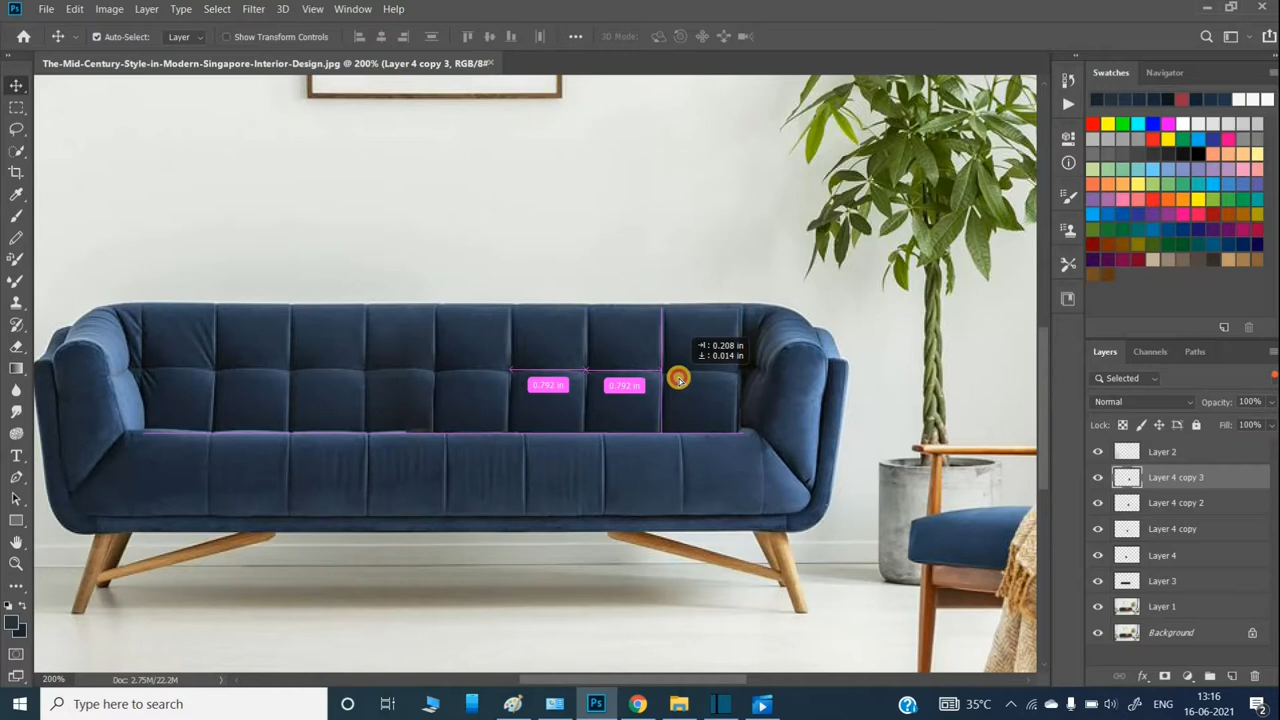 Ps File Edit Image Layer Type Select Filter 3D View Window Help
Auto-Select: Layer Show Transform Controls 3D Mode:
The-Mid-Century-Style-in-Modern-Singapore-Interior-Design.jpg @ 200% (Layer 4 copy 3, RGB/8#
Swatches Navigator
: 0.208 in
: 0.014 in
0.792 in 0.792 in
Layers Channels Paths
Selected
Normal Opacity: 100%
Lock: Fill: 100%
Layer 2
Layer 4 copy 3
Layer 4 copy 2
Layer 4 copy
Layer 4
Layer 3
Layer 1
Background
200% Doc: 2.75M/22.2M
Type here to search
Ps
35°C
ENG
13:16
16-06-2021
2